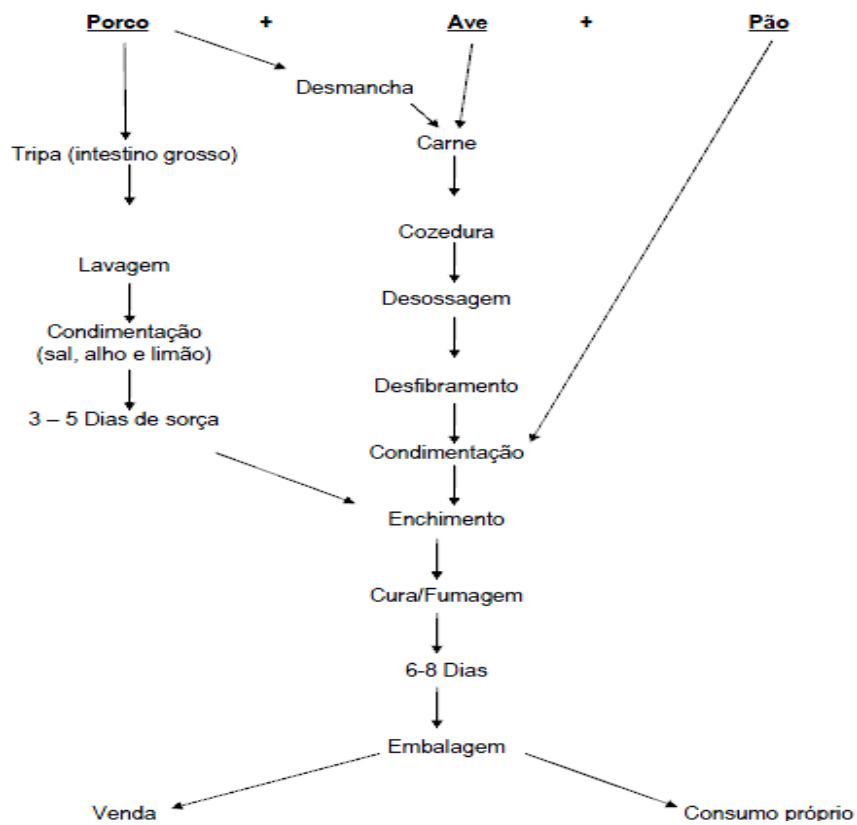 Porco + Ave + Pão
Desmancha
Tripa (intestino grosso)
Carne
Cozedura
Lavagem
Desossagem
Condimentação
(sal, alho e limão)
Desfibramento
3 – 5 Dias de sorça
Condimentação
Enchimento
Cura/Fumagem
6-8 Dias
Embalagem
Venda
Consumo próprio